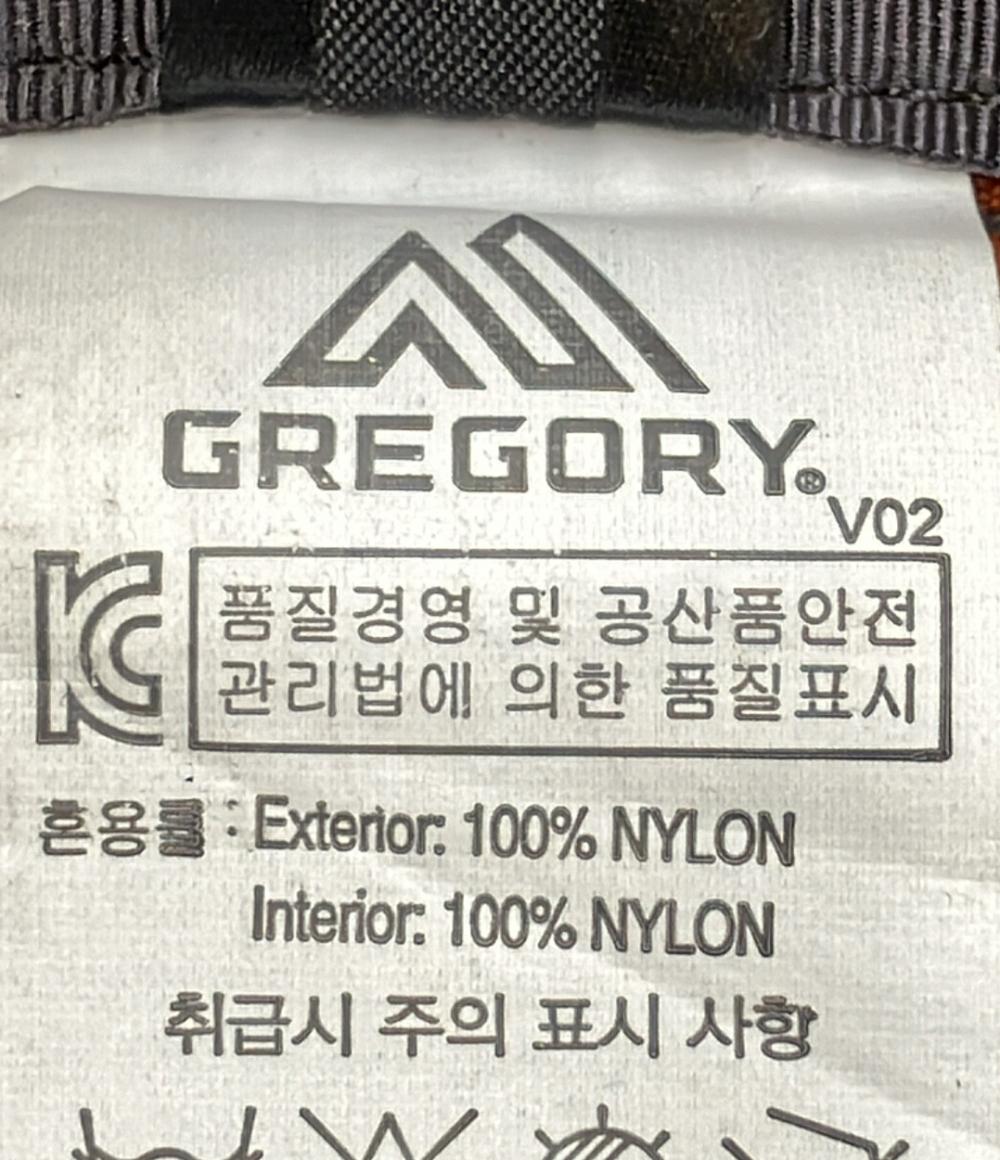 GREGORY®
V02
KC
품질경영 및 공산품안전
관리법에 의한 품질표시
혼용률 : Exterior: 100% NYLON
Interior: 100% NYLON
취급시 주의 표시 사항